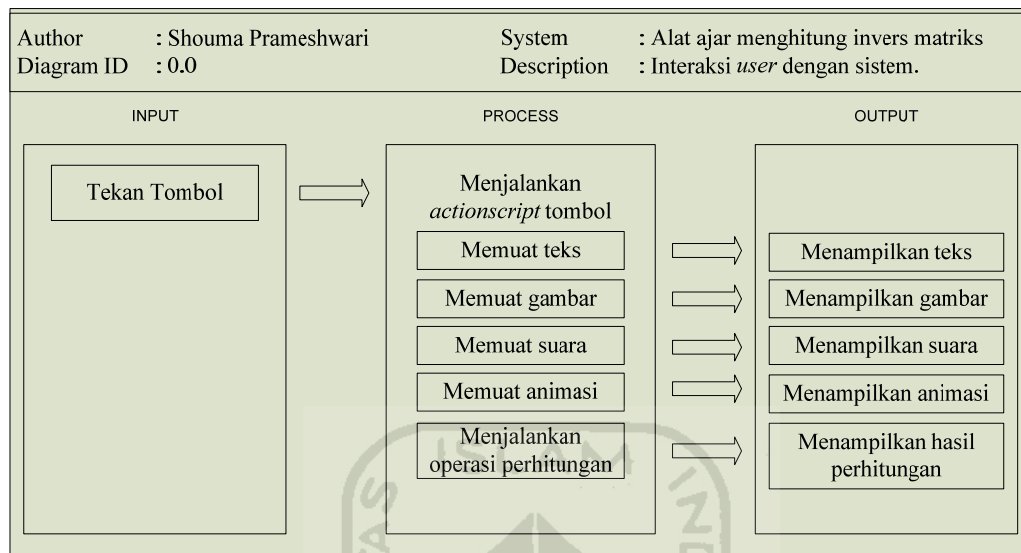 Author : Shouma Prameshwari
System : Alat ajar menghitung invers matriks
Diagram ID : 0.0
Description : Interaksi user dengan sistem.
INPUT
PROCESS
OUTPUT
Tekan Tombol
Menjalankan
actionscript tombol
Memuat teks
Menampilkan teks
Memuat gambar
Menampilkan gambar
Memuat suara
Menampilkan suara
Memuat animasi
Menampilkan animasi
Menjalankan
operasi perhitungan
Menampilkan hasil
perhitungan
ISLAM